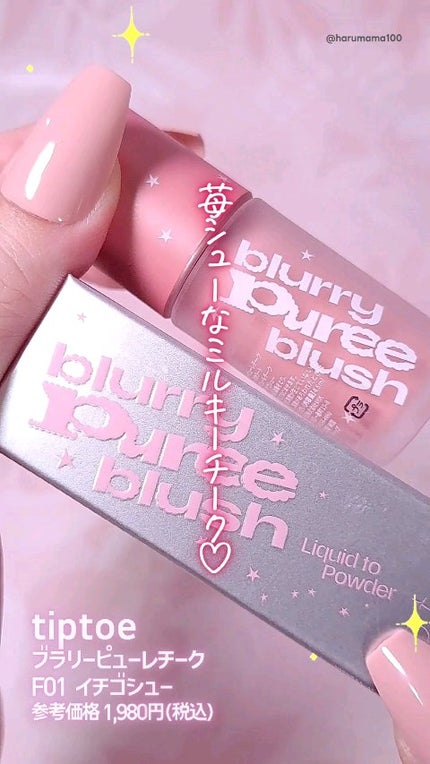 @harumama100
苺シューなミルキーチーク♡
blurry
purée
blush
blurry
purée
blush
Liquid to
Powder
tiptoe
ブラリーピューレチーク
F01 イチゴシュー
参考価格 1,980円(税込)